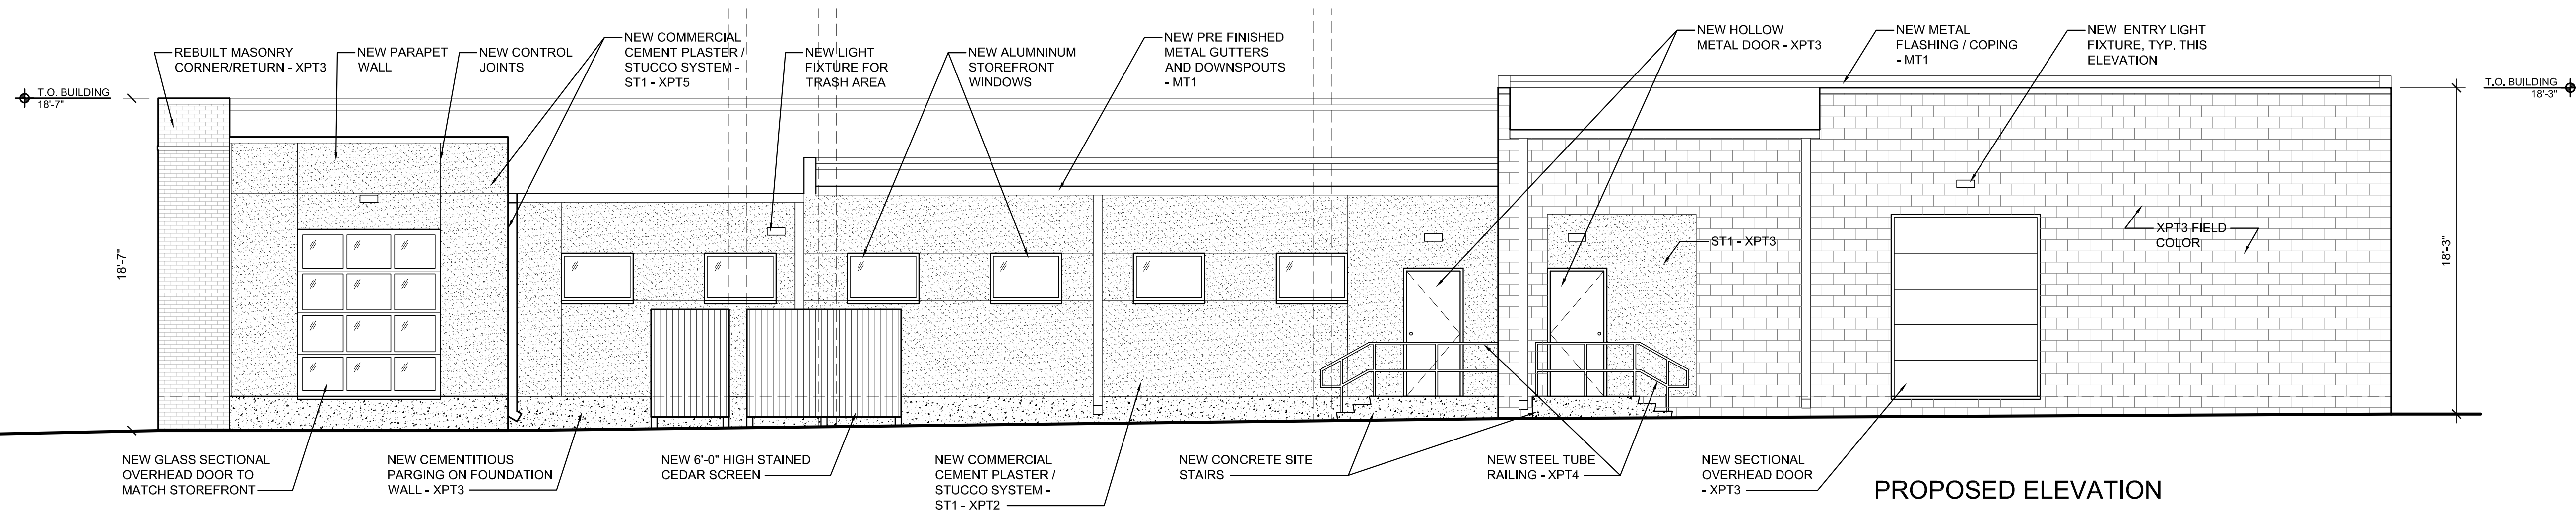 REBUILT MASONRY
CORNER/RETURN - XPT3
NEW PARAPET
WALL
NEW CONTROL
JOINTS
NEW COMMERCIAL
CEMENT PLASTER /
STUCCO SYSTEM -
ST1 - XPT5
NEW LIGHT
FIXTURE FOR
TRASH AREA
NEW ALUMNINUM
STOREFRONT
WINDOWS
NEW PRE FINISHED
METAL GUTTERS
AND DOWNSPOUTS
- MT1
NEW HOLLOW
METAL DOOR - XPT3
NEW METAL
FLASHING / COPING
- MT1
NEW  ENTRY LIGHT
FIXTURE, TYP. THIS
ELEVATION
T.O. BUILDING
18'-7"
T.O. BUILDING
18'-3"
18'-7"
ST1 - XPT3
XPT3 FIELD
COLOR
18'-3"
NEW GLASS SECTIONAL
OVERHEAD DOOR TO
MATCH STOREFRONT
NEW CEMENTITIOUS
PARGING ON FOUNDATION
WALL - XPT3
NEW 6'-0" HIGH STAINED
CEDAR SCREEN
NEW COMMERCIAL
CEMENT PLASTER /
STUCCO SYSTEM -
ST1 - XPT2
NEW CONCRETE SITE
STAIRS
NEW STEEL TUBE
RAILING - XPT4
NEW SECTIONAL
OVERHEAD DOOR
- XPT3
PROPOSED ELEVATION